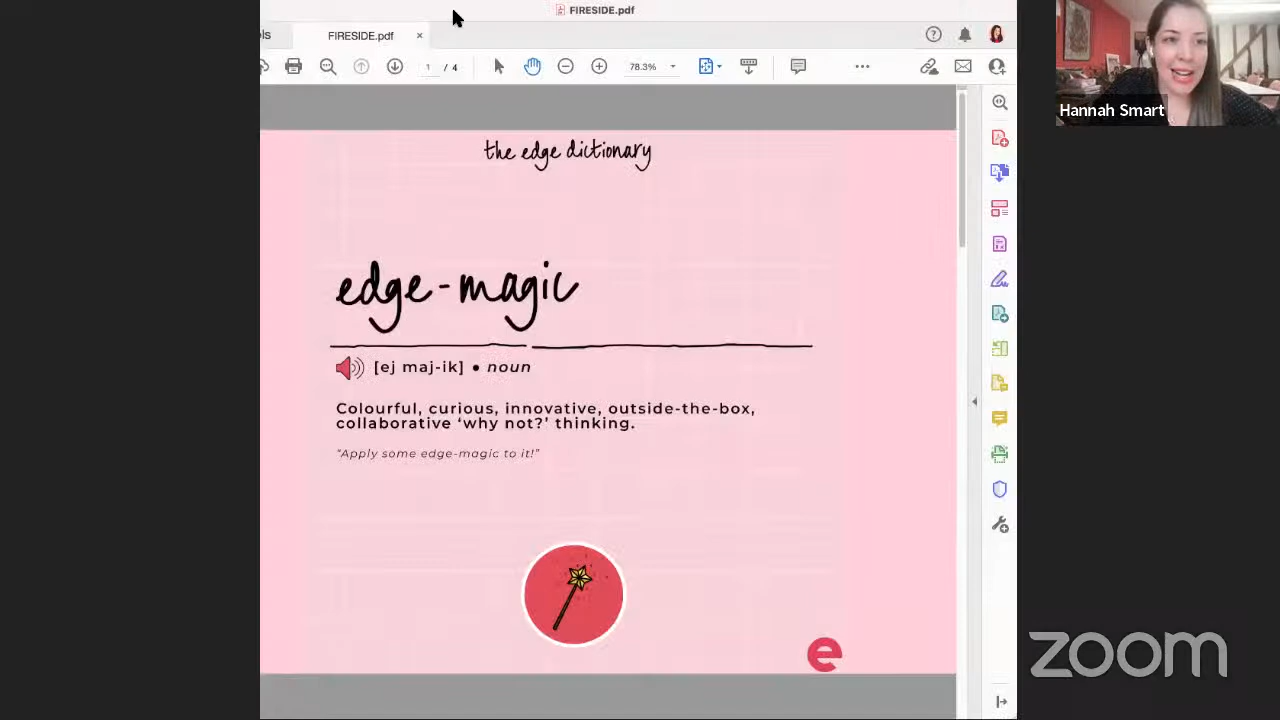 FIRESIDE.pdf
ols
FIRESIDE.pdf ×
1 / 4
78.3%
Hannah Smart
the edge dictionary
edge-magic
[ej maj-ik] • noun
Colourful, curious, innovative, outside-the-box,
collaborative ‘why not?’ thinking.
"Apply some edge-magic to it!"
e
zoom